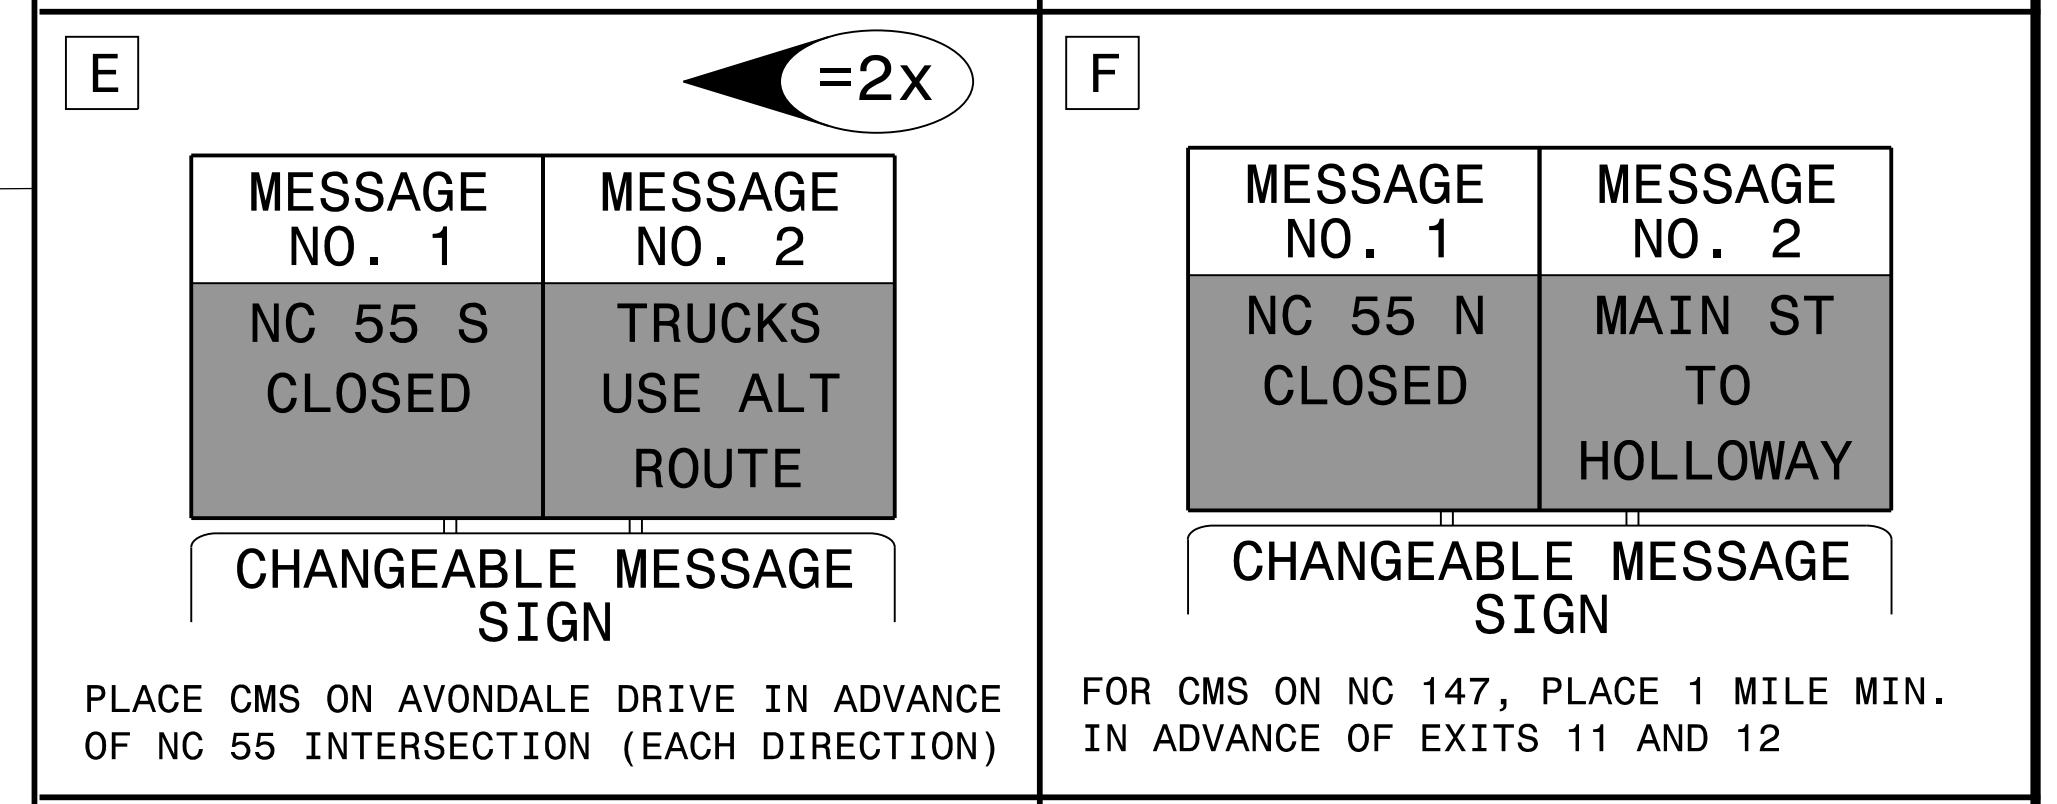 E
=2x
MESSAGE
NO. 1
MESSAGE
NO. 2
NC 55 S
CLOSED
TRUCKS
USE ALT
ROUTE
CHANGEABLE MESSAGE
SIGN
PLACE CMS ON AVONDALE DRIVE IN ADVANCE
OF NC 55 INTERSECTION (EACH DIRECTION)
F
MESSAGE
NO. 1
MESSAGE
NO. 2
NC 55 N
CLOSED
MAIN ST
TO
HOLLOWAY
CHANGEABLE MESSAGE
SIGN
FOR CMS ON NC 147, PLACE 1 MILE MIN.
IN ADVANCE OF EXITS 11 AND 12